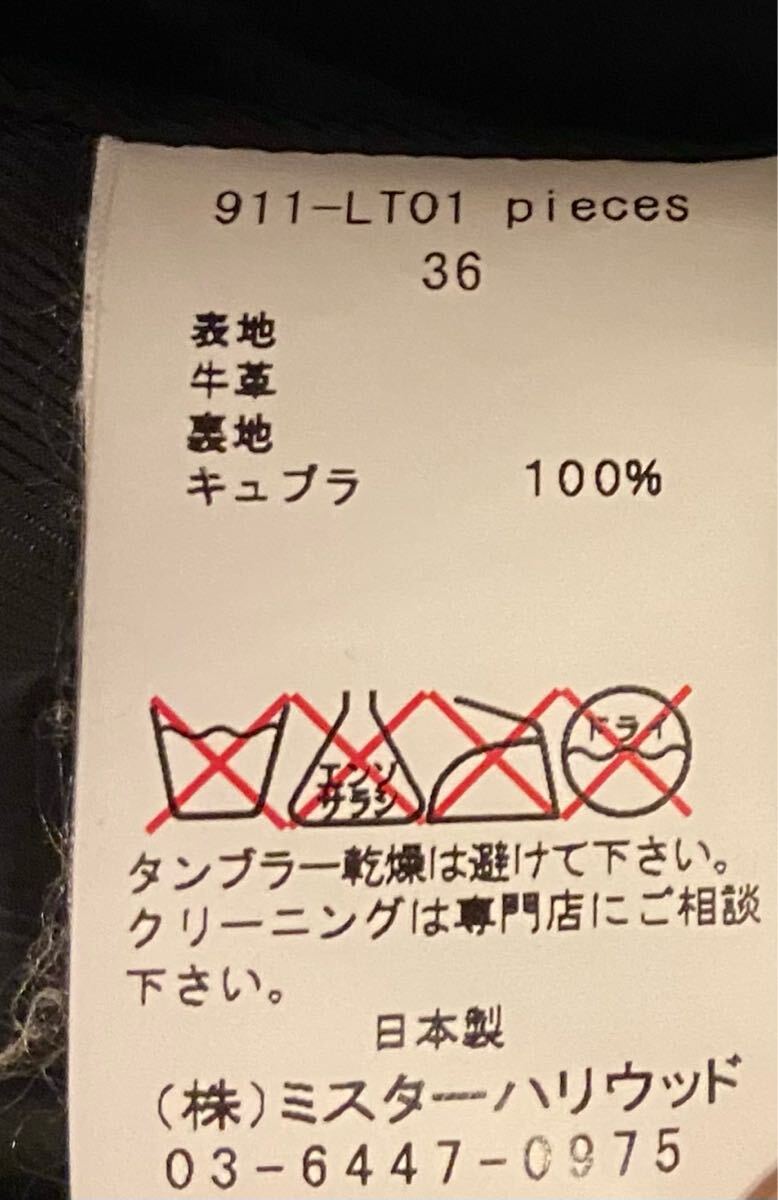 911-LT01 pieces
36
表地
牛革
裏地
キュプラ 100%
エンソ
サラシ
ドライ
タンブラー乾燥は避けて下さい。
クリーニングは専門店にご相談
下さい。
日本製
(株)ミスターハリウッド
03-6447-0975